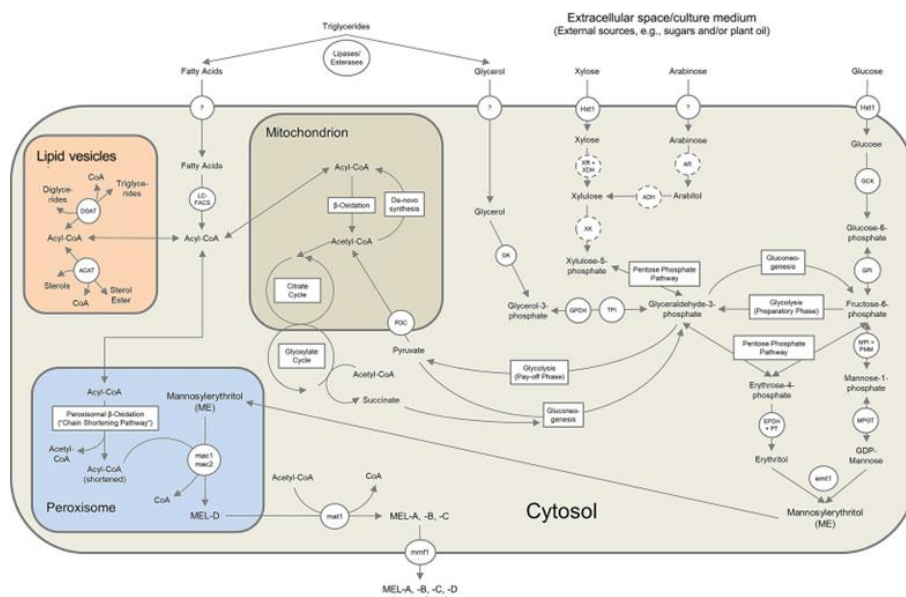 Extracellular space/culture medium
(External sources, e.g., sugars and/or plant oil)
Triglycerides
Lipases/
Esterases
Fatty Acids
Glycerol
Xylose
Arabinose
Glucose
?
?
Hxt1
?
Hxt1
Lipid vesicles
CoA
Diglyce-
rides
Triglyce-
rides
DGAT
Acyl-CoA
ACAT
Sterols
CoA
Sterol
Ester
Fatty Acids
LC-
FACS
Acyl-CoA
Mitochondrion
Acyl-CoA
β-Oxidation
De-novo
synthesis
Acetyl-CoA
Citrate
Cycle
PDC
Glyoxylate
Cycle
Pyruvate
Acetyl-CoA
Succinate
Glycerol
GK
Glycerol-3-
phosphate
GPDH
TPI
Xylose
XR +
XDH
Xylulose
XK
Xylulose-5-
phosphate
Arabinose
AR
Arabitol
ADH
Glucose
GCK
Glucose-6-
phosphate
GPI
Fructose-6-
phosphate
Pentose Phosphate
Pathway
Gluconeo-
genesis
Glyceraldehyde-3-
phosphate
Glycolysis
(Preparatory Phase)
Pentose Phosphate
Pathway
MPI +
PMM
Mannose-1-
phosphate
MPGT
GDP-
Mannose
Glycolysis
(Pay-off Phase)
Gluconeo-
genesis
Erythrose-4-
phosphate
EPDH
+ PT
Erythritol
emt1
Mannosylerythritol
(ME)
Acyl-CoA
Peroxisomal β-Oxidation
("Chain Shortening Pathway")
Acetyl-
CoA
Acyl-CoA
(shortened)
Mannosylerythritol
(ME)
mac1
mac2
CoA
MEL-D
Peroxisome
Acetyl-CoA
CoA
mat1
MEL-A, -B, -C
mmf1
MEL-A, -B, -C, -D
Cytosol